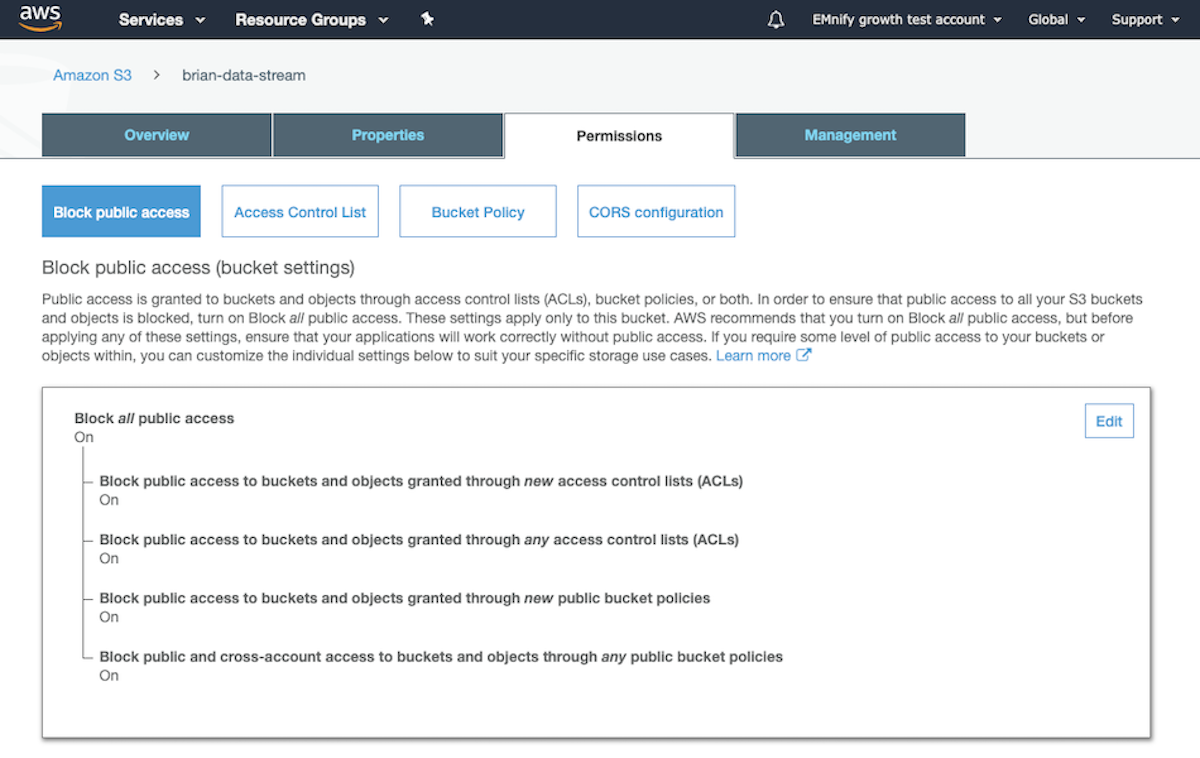 aws Services Resource Groups EMnify growth test account Global Support
Amazon S3 > brian-data-stream
Overview Properties Permissions Management
Block public access Access Control List Bucket Policy CORS configuration
Block public access (bucket settings)
Public access is granted to buckets and objects through access control lists (ACLs), bucket policies, or both. In order to ensure that public access to all your S3 buckets
and objects is blocked, turn on Block all public access. These settings apply only to this bucket. AWS recommends that you turn on Block all public access, but before
applying any of these settings, ensure that your applications will work correctly without public access. If you require some level of public access to your buckets or
objects within, you can customize the individual settings below to suit your specific storage use cases. Learn more
Block all public access
Edit
On
Block public access to buckets and objects granted through new access control lists (ACLs)
On
Block public access to buckets and objects granted through any access control lists (ACLs)
On
Block public access to buckets and objects granted through new public bucket policies
On
Block public and cross-account access to buckets and objects through any public bucket policies
On